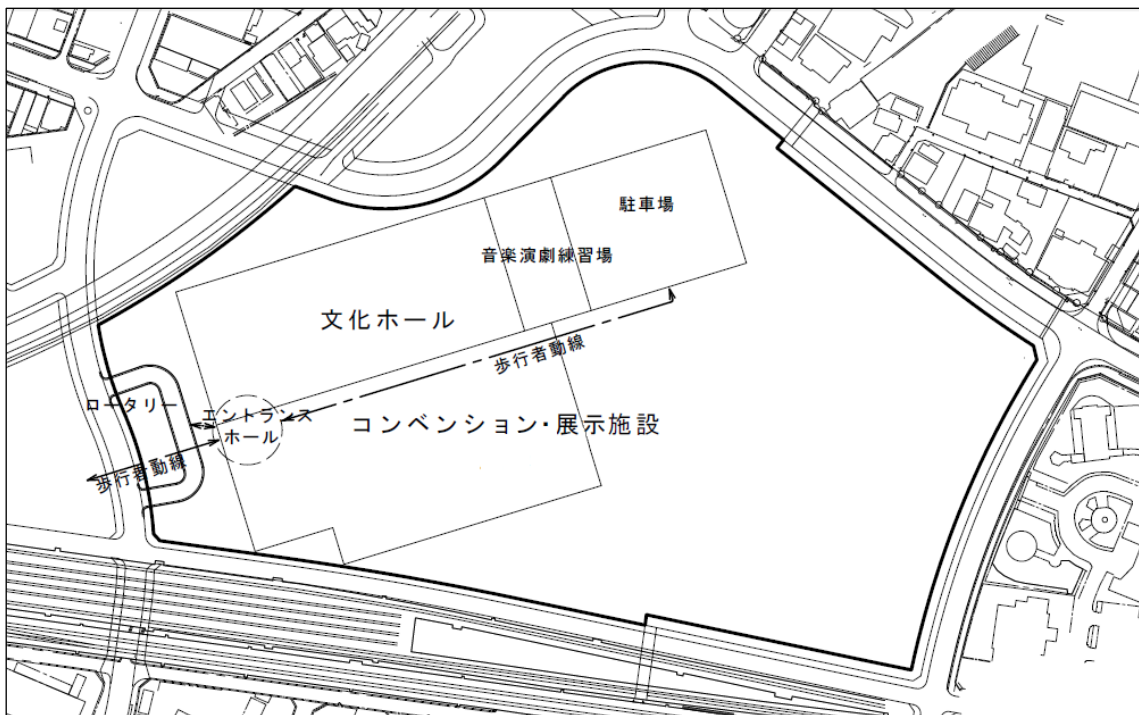 駐車場
音楽演劇練習場
文化ホール
歩行者動線
ロータリー
エントランス
ホール
コンベンション・展示施設
歩行者動線